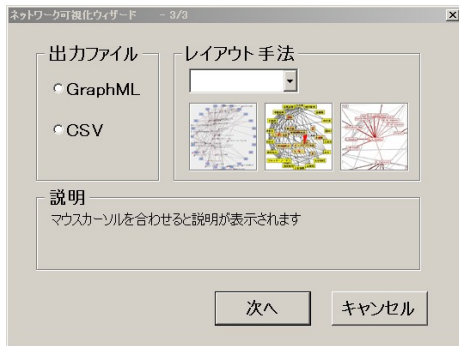 ネットワーク可視化ウィザード - 3/3
出力ファイル
GraphML
CSV
レイアウト手法
説明
マウスカーソルを合わせると説明が表示されます
次へ
キャンセル